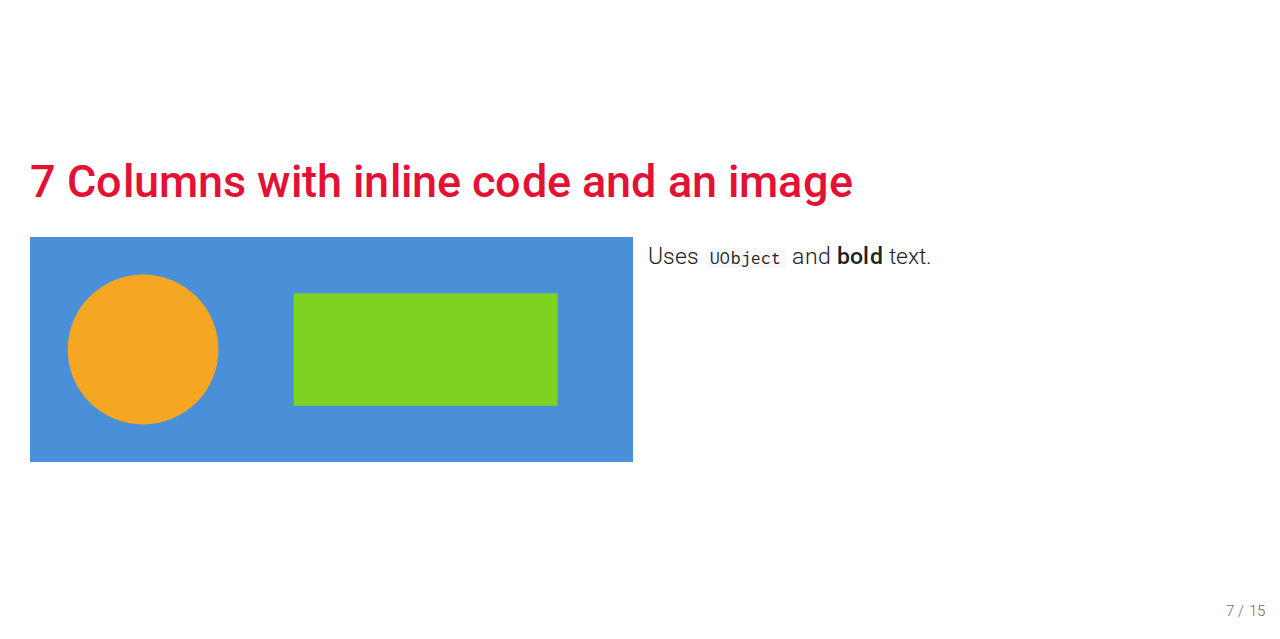 7 Columns with inline code and an image
Uses UObject and bold text.
7 / 15